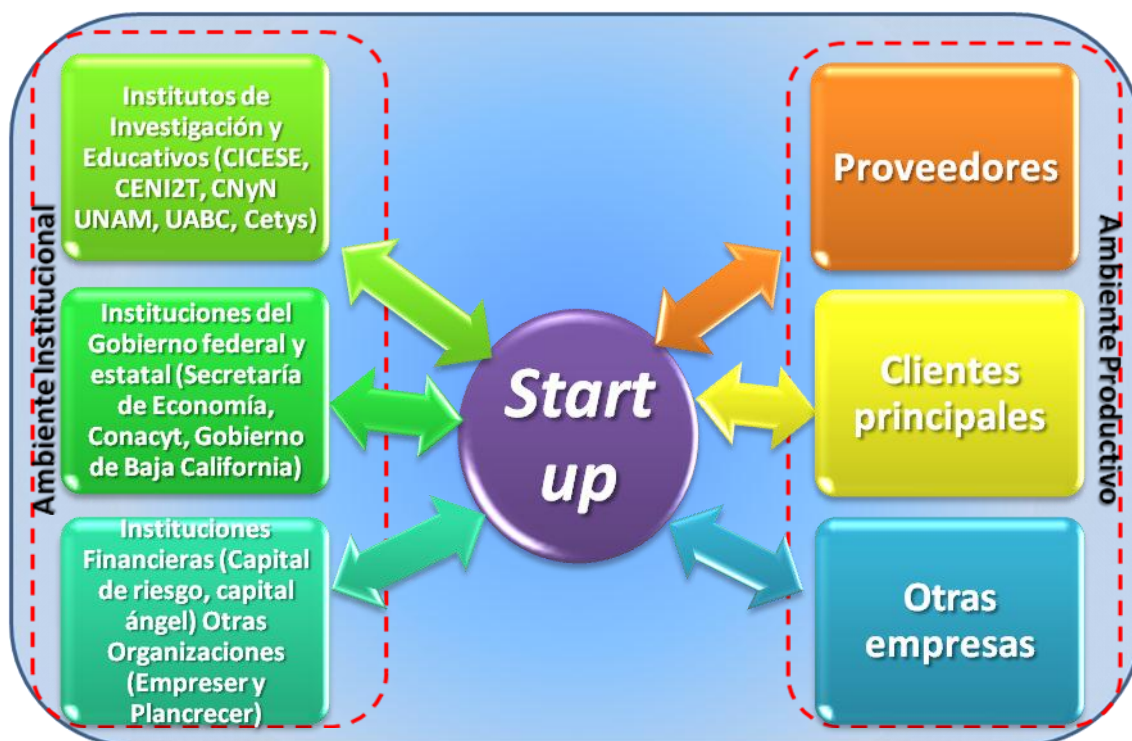 Ambiente Institucional
Institutos de
Investigación y
Educativos (CICESE,
CENI2T, CNyN
UNAM, UABC, Cetys)
Instituciones del
Gobierno federal y
estatal (Secretaría
de Economía,
Conacyt, Gobierno
de Baja California)
Instituciones
Financieras (Capital
de riesgo, capital
ángel) Otras
Organizaciones
(Empreser y
Plancrecer)
Start
up
Proveedores
Clientes
principales
Otras
empresas
Ambiente Productivo